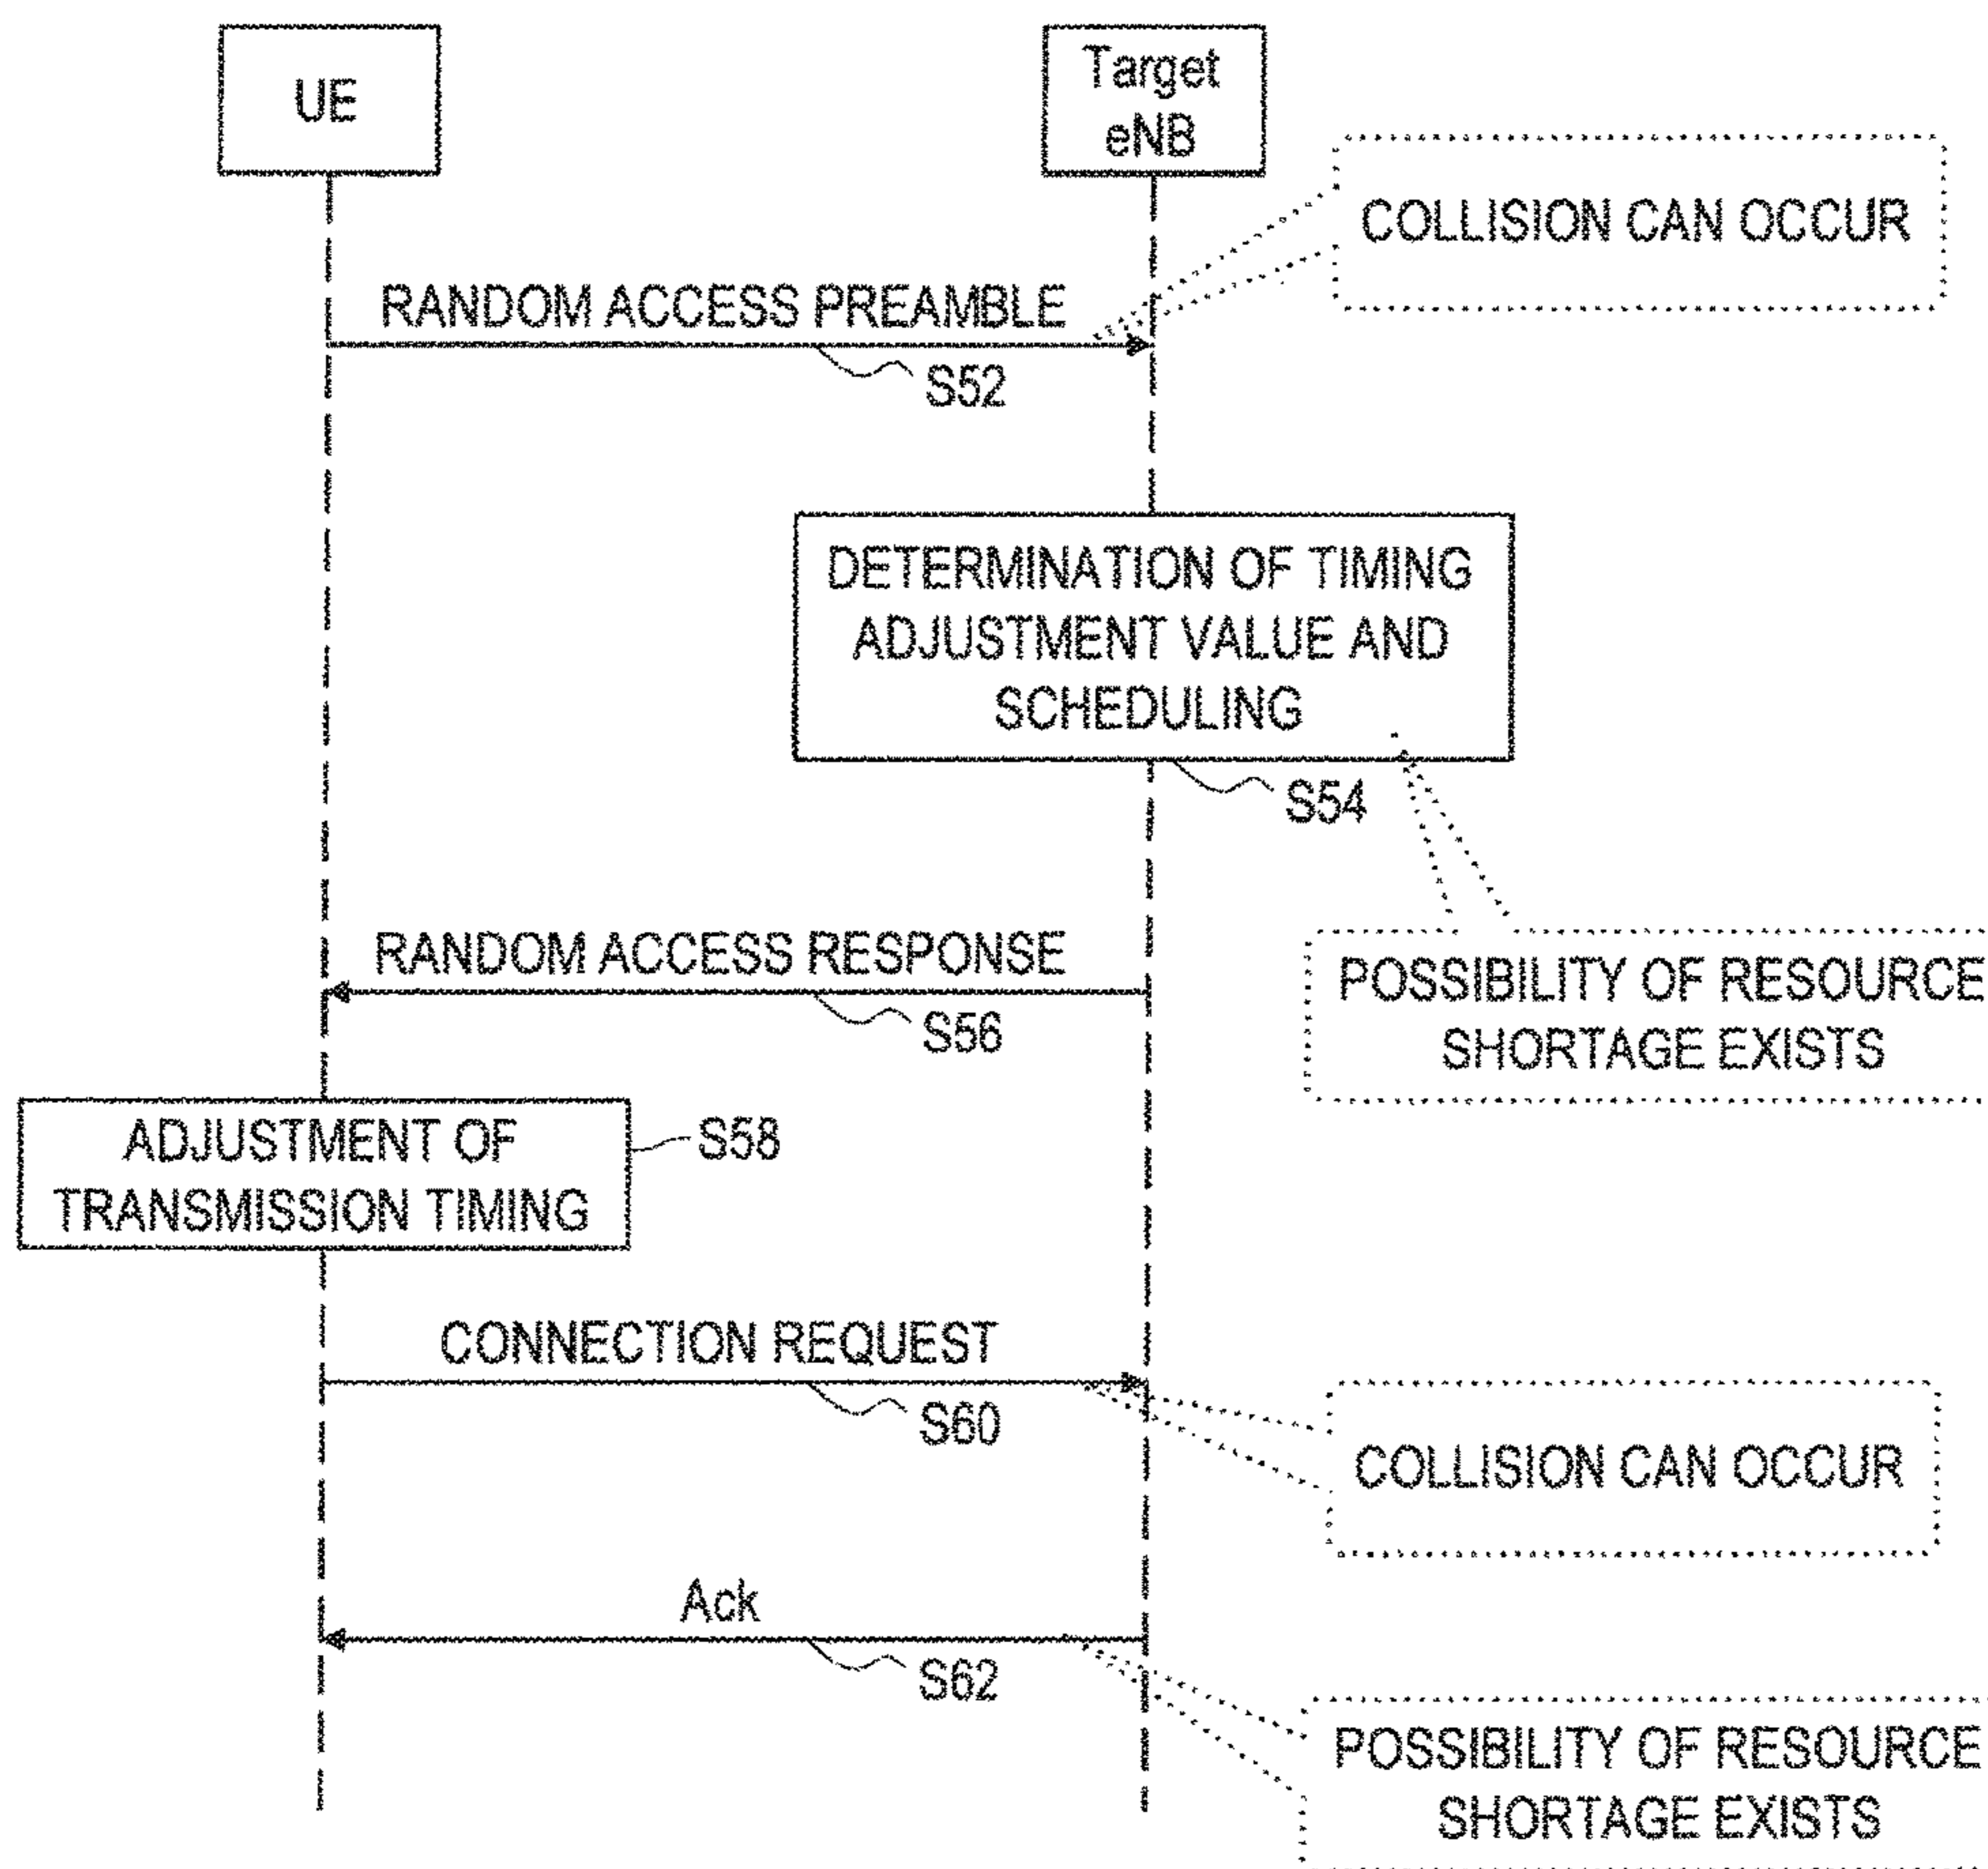 UE
Target
eNB
COLLISION CAN OCCUR
RANDOM ACCESS PREAMBLE
S52
DETERMINATION OF TIMING
ADJUSTMENT VALUE AND
SCHEDULING
S54
POSSIBILITY OF RESOURCE
SHORTAGE EXISTS
RANDOM ACCESS RESPONSE
S56
ADJUSTMENT OF
TRANSMISSION TIMING
S58
CONNECTION REQUEST
S60
COLLISION CAN OCCUR
Ack
S62
POSSIBILITY OF RESOURCE
SHORTAGE EXISTS